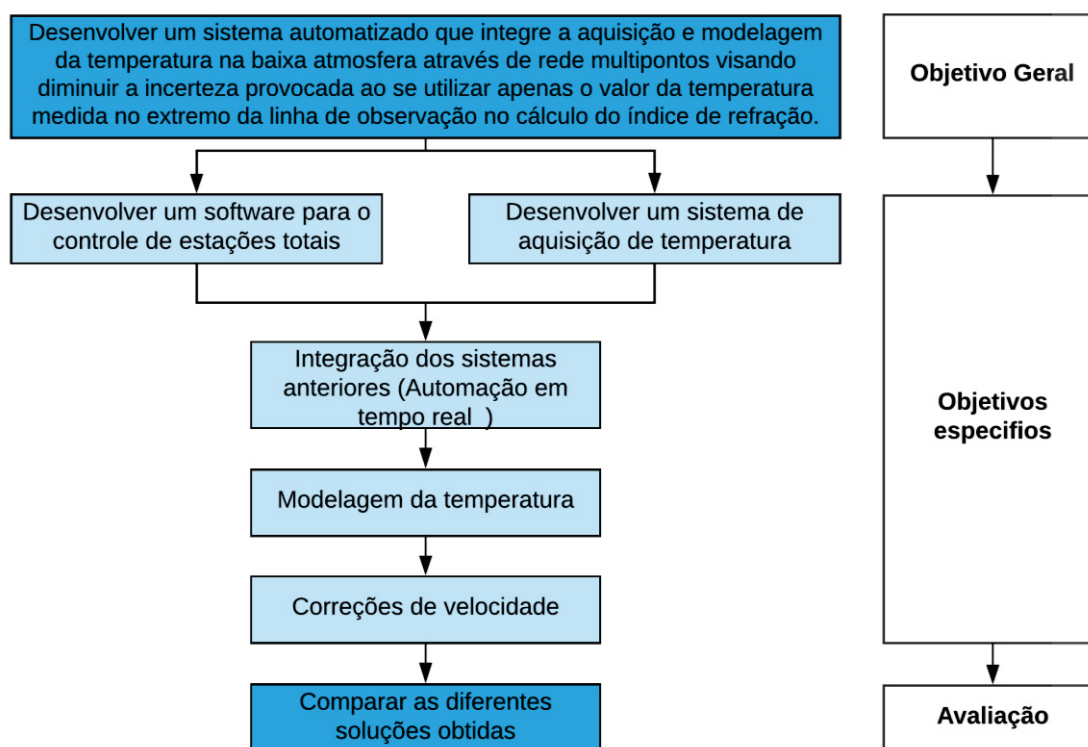 Desenvolver um sistema automatizado que integre a aquisição e modelagem
da temperatura na baixa atmosfera através de rede multipontos visando
diminuir a incerteza provocada ao se utilizar apenas o valor da temperatura
medida no extremo da linha de observação no cálculo do índice de refração.
Objetivo Geral
Desenvolver um software para o
controle de estações totais
Desenvolver um sistema de
aquisição de temperatura
Integração dos sistemas
anteriores (Automação em
tempo real  )
Modelagem da temperatura
Correções de velocidade
Objetivos
especifios
Comparar as diferentes
soluções obtidas
Avaliação